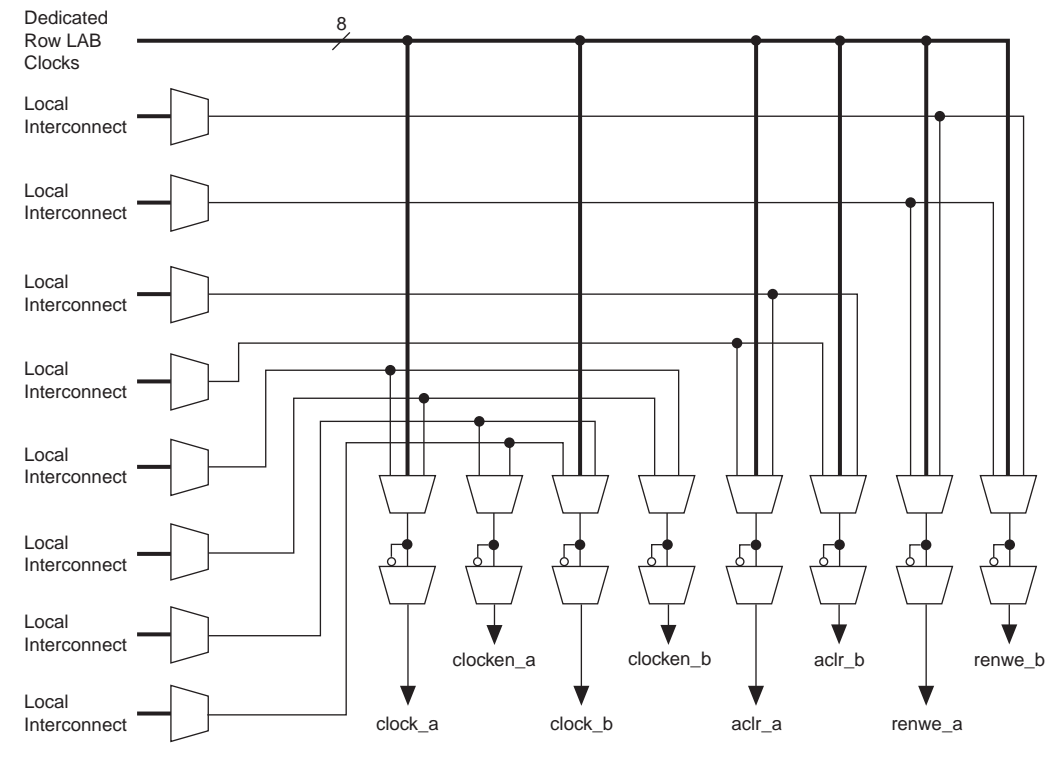 Dedicated
Row LAB
Clocks
8
Local
Interconnect
Local
Interconnect
Local
Interconnect
Local
Interconnect
Local
Interconnect
Local
Interconnect
Local
Interconnect
Local
Interconnect
clocken_a
clocken_b
aclr_b
renwe_b
clock_a
clock_b
aclr_a
renwe_a